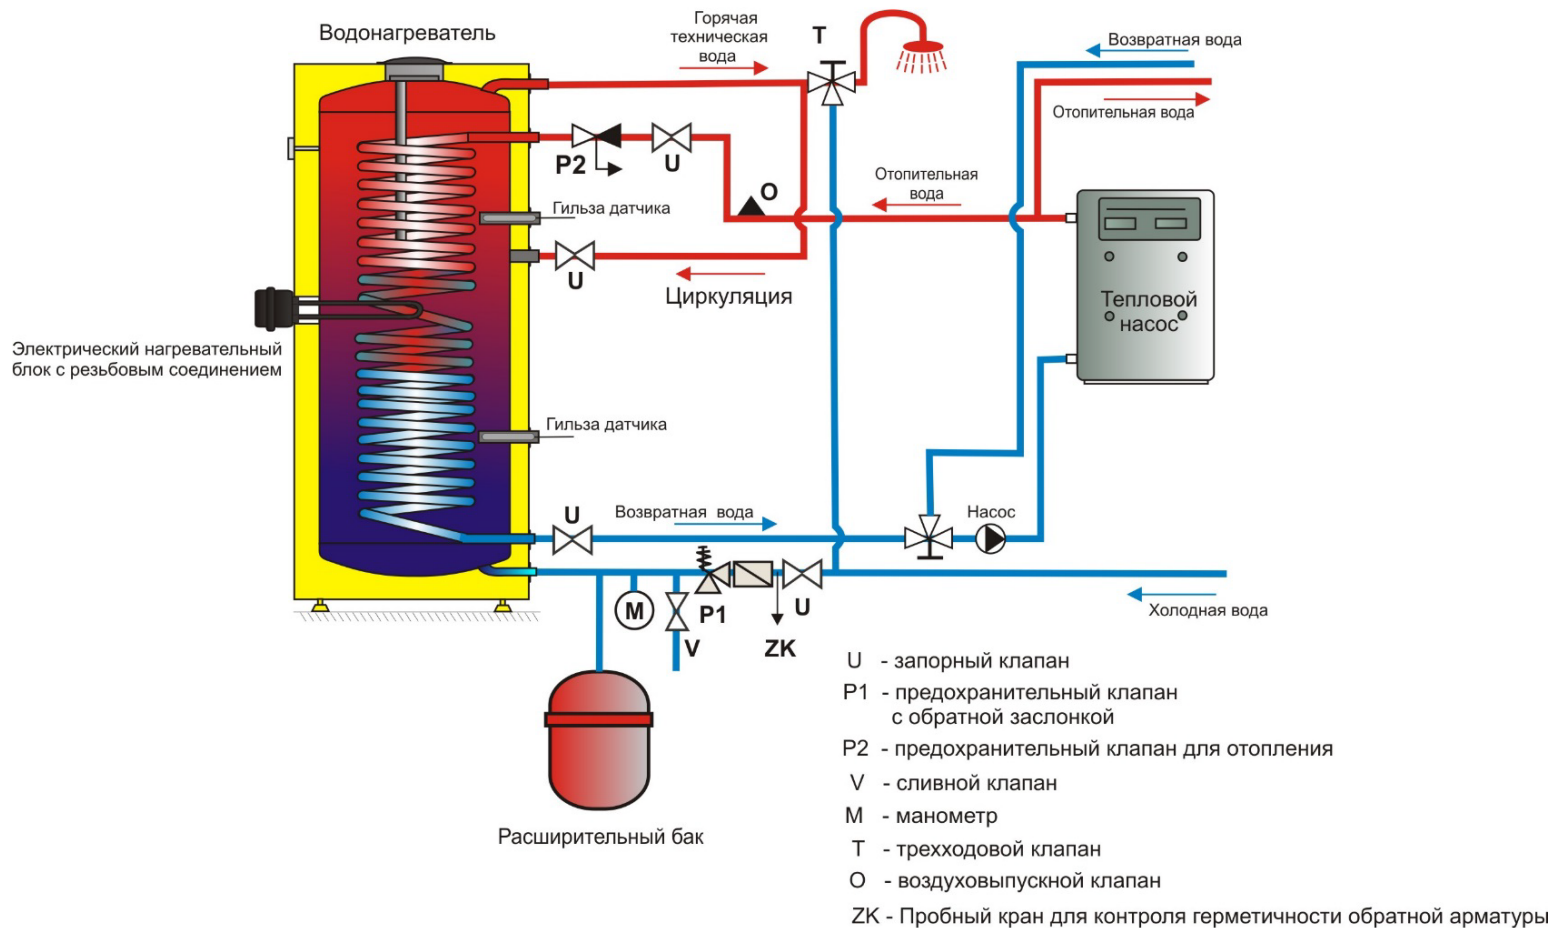 Водонагреватель
Горячая
техническая
вода
T
Возвратная вода
Отопительная вода
P2
U
O
Отопительная
вода
Гильза датчика
U
Циркуляция
Тепловой
насос
Электрический нагревательный
блок с резьбовым соединением
Гильза датчика
U
Возвратная вода
Насос
M
V
P1
ZK
U
Холодная вода
Расширительный бак
U - запорный клапан
P1 - предохранительный клапан
с обратной заслонкой
P2 - предохранительный клапан для отопления
V - сливной клапан
M - манометр
T - трехходовой клапан
O - воздуховыпускной клапан
ZK - Пробный кран для контроля герметичности обратной арматуры